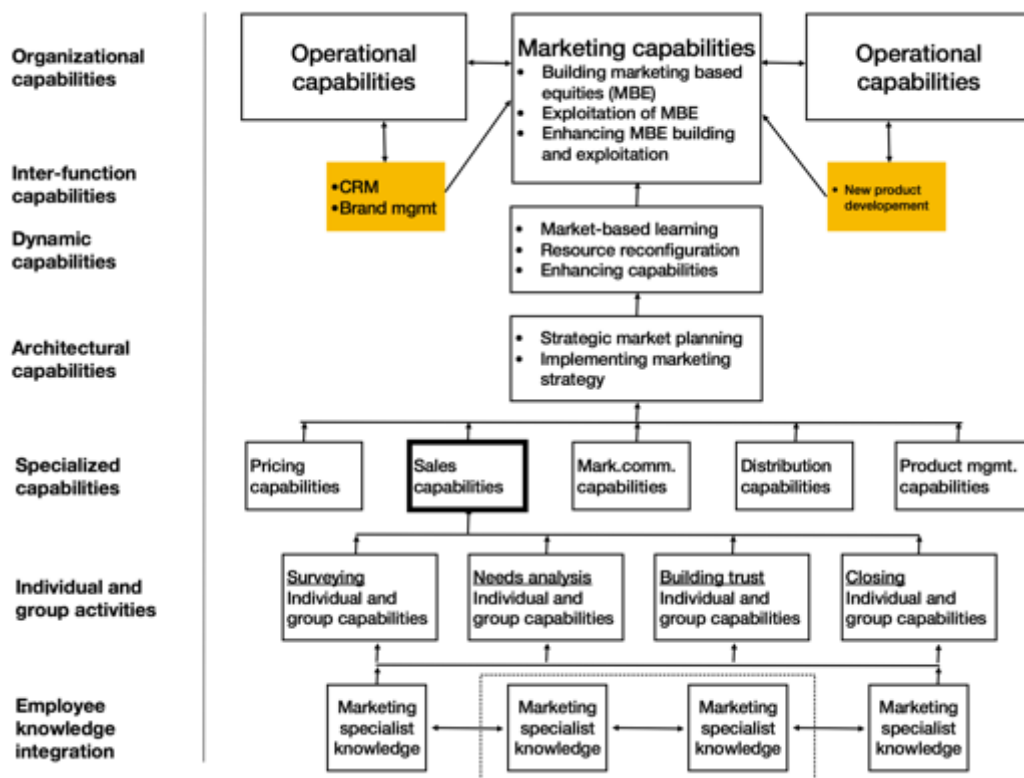 Organizational
capabilities
Operational
capabilities
Marketing capabilities
• Building marketing based
equities (MBE)
• Exploitation of MBE
• Enhancing MBE building
and exploitation
Operational
capabilities
Inter-function
capabilities
•CRM
•Brand mgmt
• New product
developement
Dynamic
capabilities
• Market-based learning
• Resource reconfiguration
• Enhancing capabilities
Architectural
capabilities
• Strategic market planning
• Implementing marketing
strategy
Specialized
capabilities
Pricing
capabilities
Sales
capabilities
Mark.comm.
capabilities
Distribution
capabilities
Product mgmt.
capabilities
Individual and
group activities
Surveying
Individual and
group capabilities
Needs analysis
Individual and
group capabilities
Building trust
Individual and
group capabilities
Closing
Individual and
group capabilities
Employee
knowledge
integration
Marketing
specialist
knowledge
Marketing
specialist
knowledge
Marketing
specialist
knowledge
Marketing
specialist
knowledge